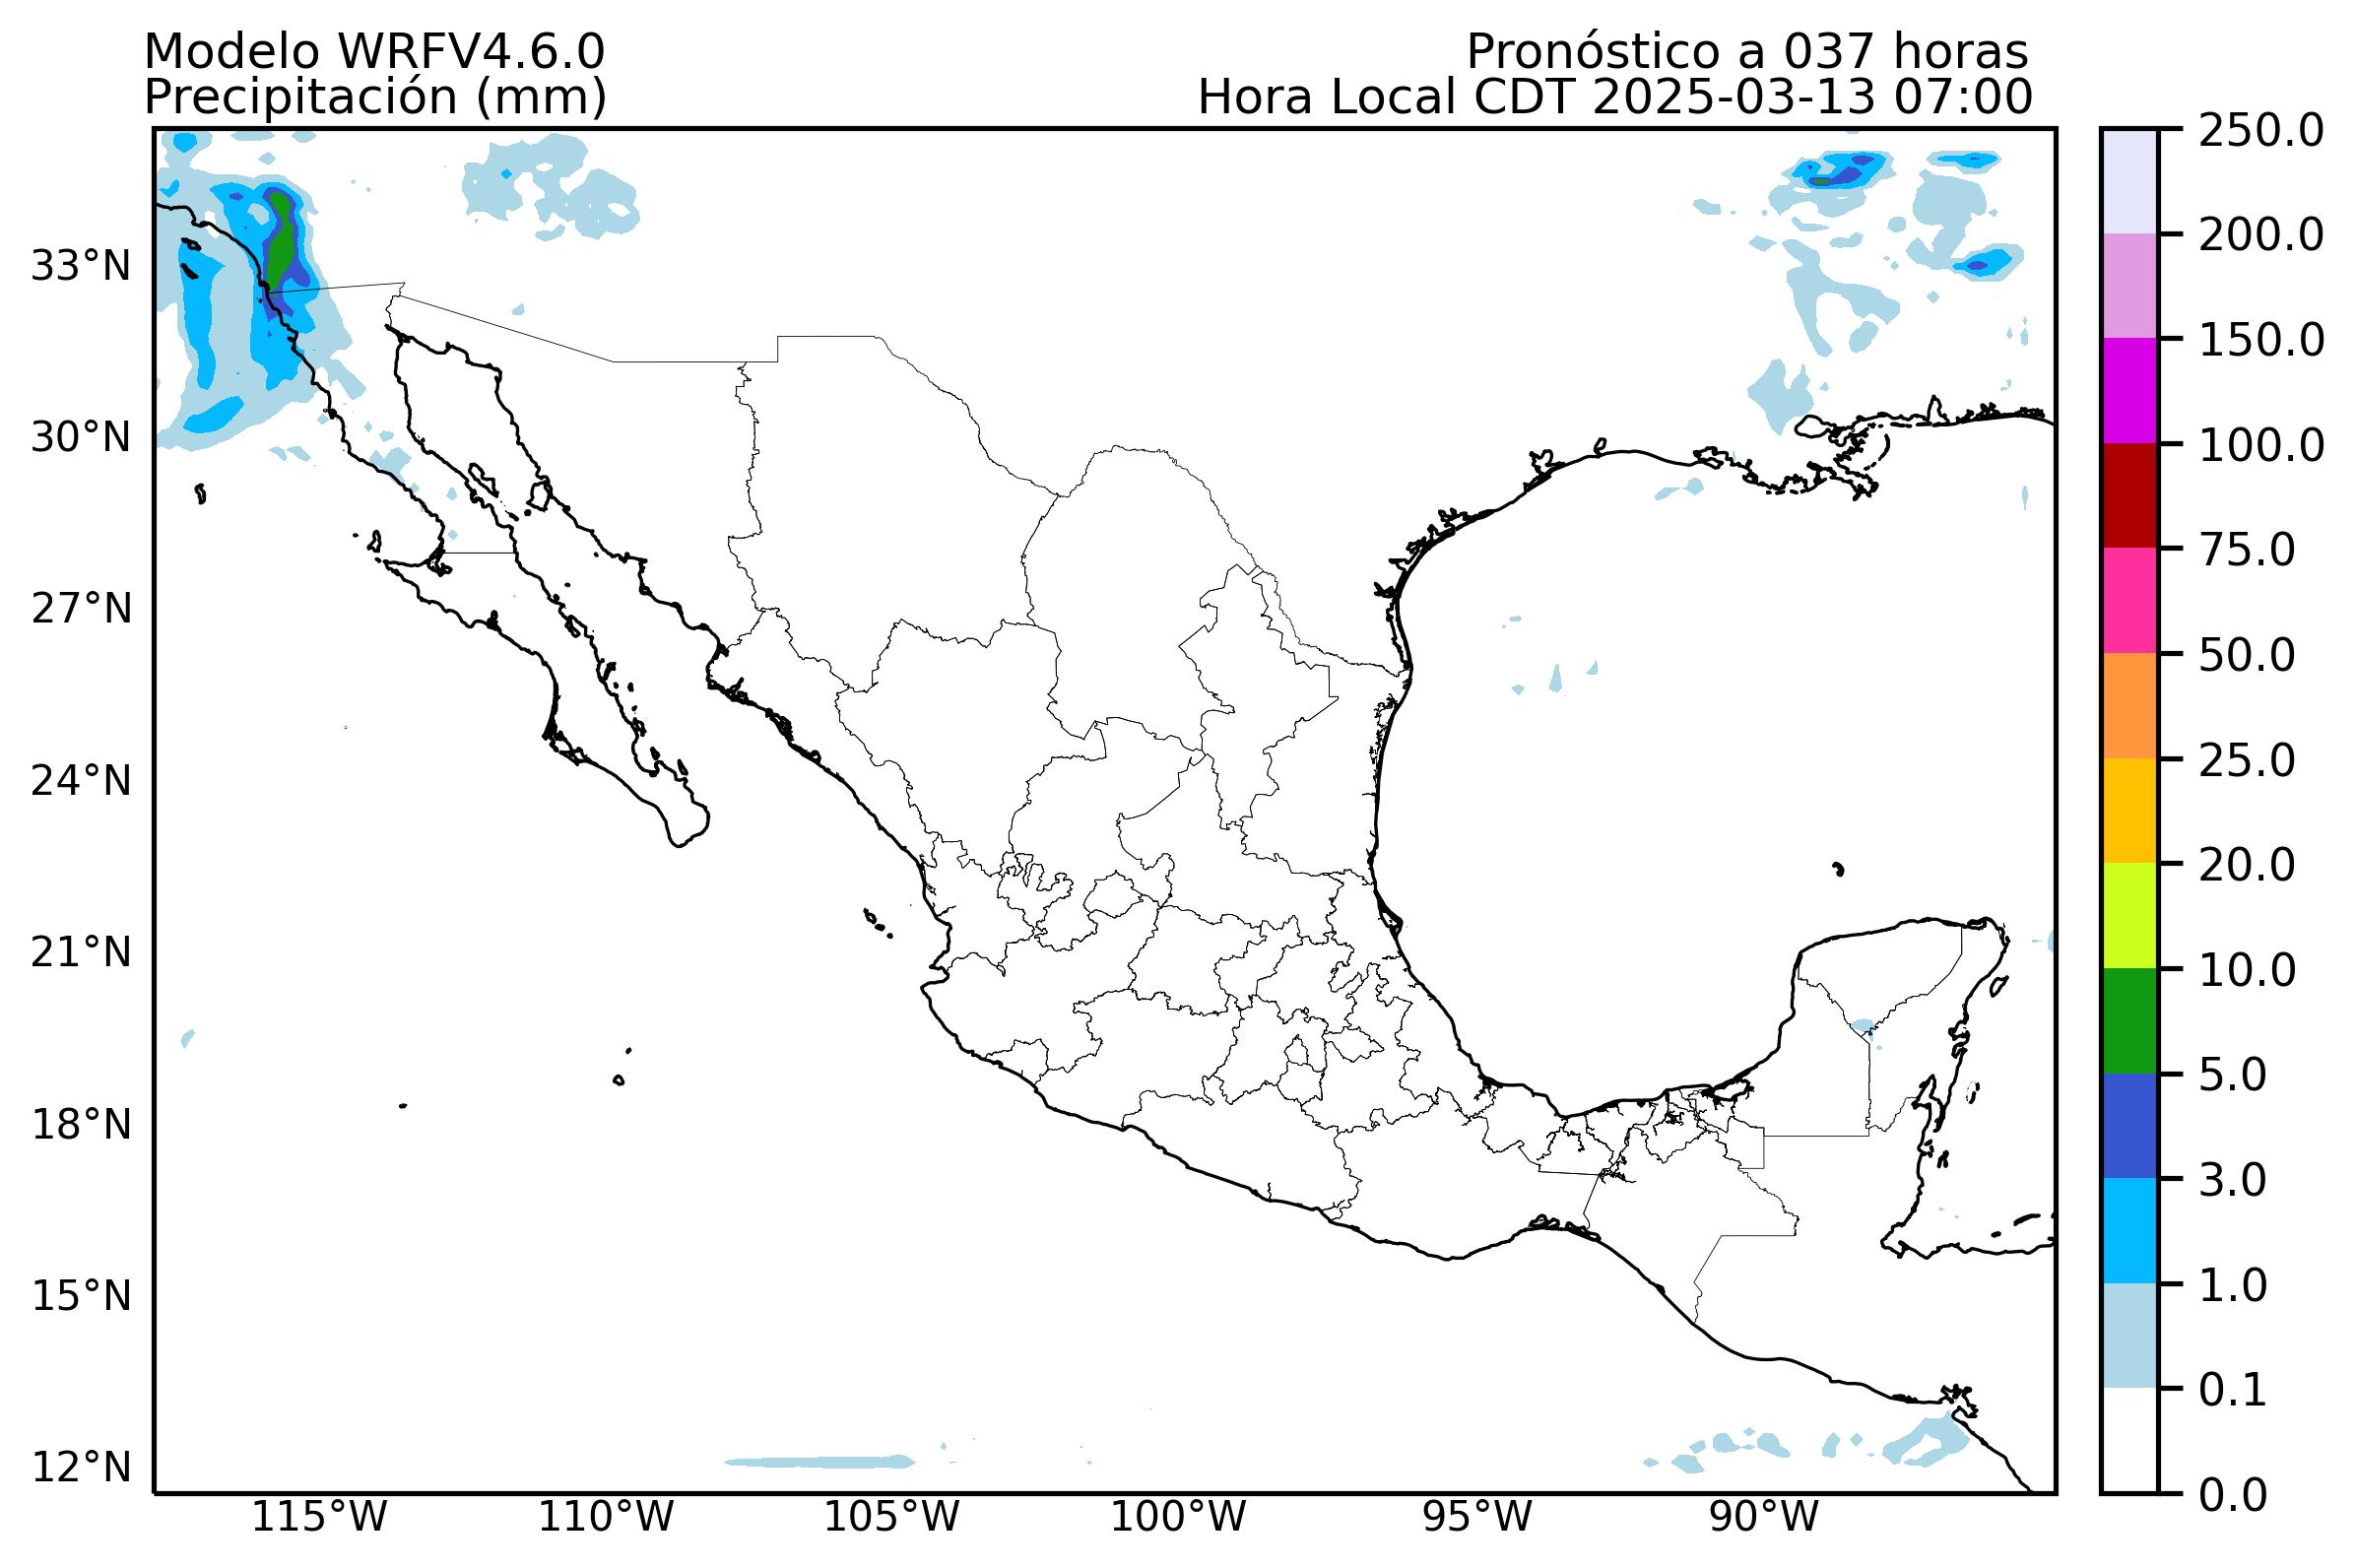 Modelo WRFV4.6.0
Precipitación (mm)
Pronóstico a 037 horas
Hora Local CDT 2025-03-13 07:00
33°N
30°N
27°N
24°N
21°N
18°N
15°N
12°N
115°W
110°W
105°W
100°W
95°W
90°W
250.0
200.0
150.0
100.0
75.0
50.0
25.0
20.0
10.0
5.0
3.0
1.0
0.1
0.0